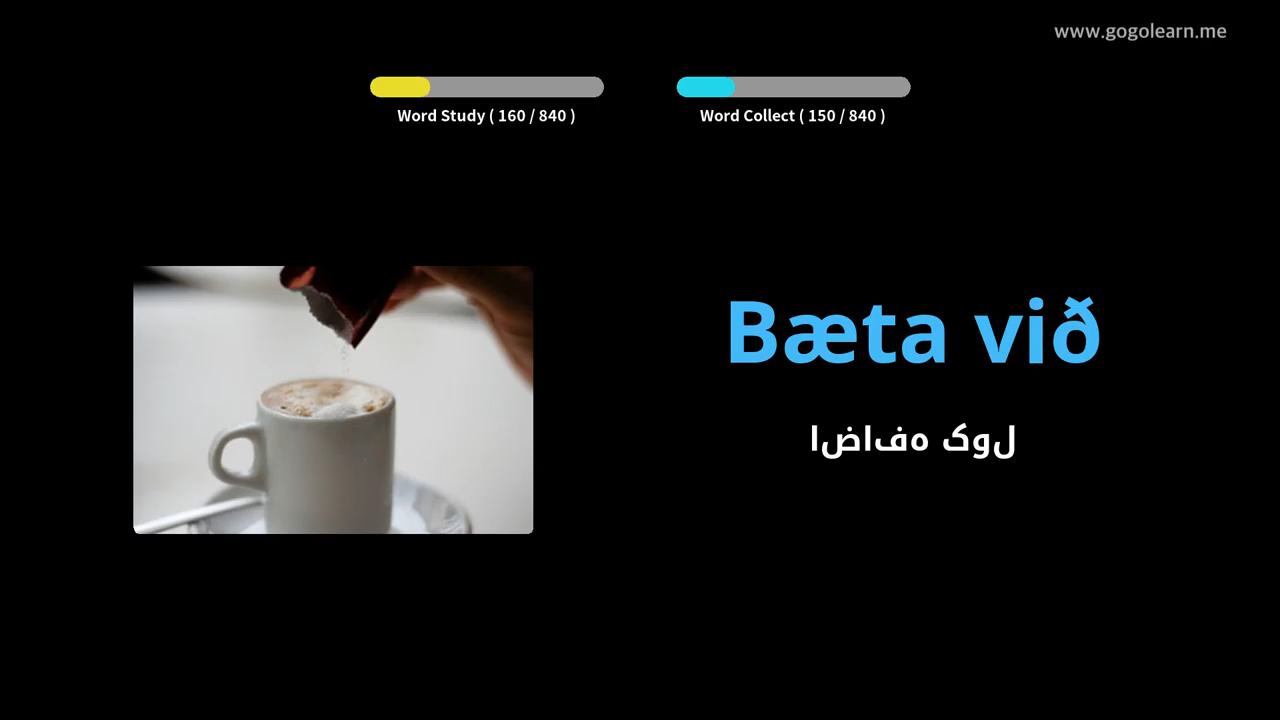 www.gogolearn.me
Word Study ( 160 / 840 )
Word Collect ( 150 / 840 )
Bæta við
اضافه کول